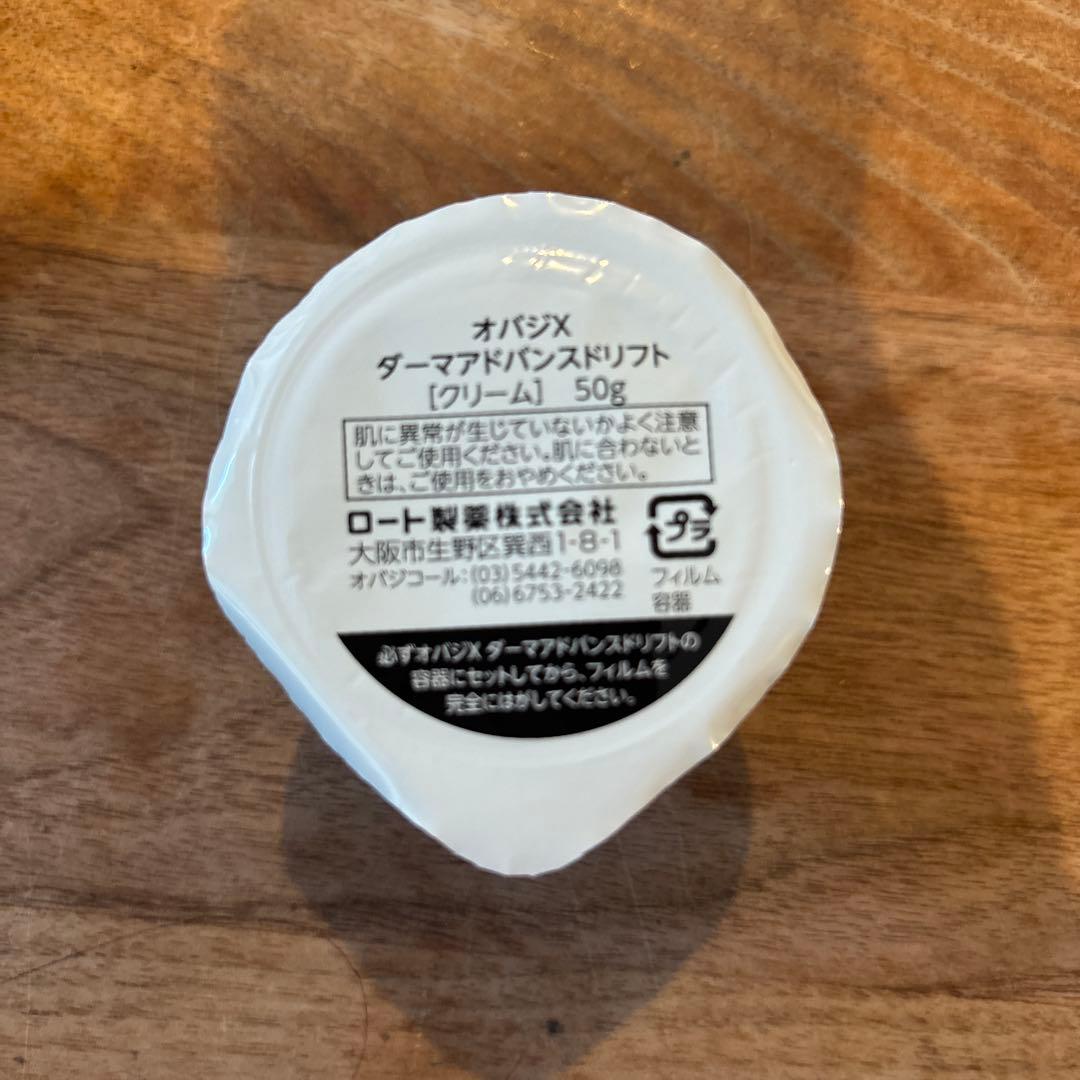 オバジX
ダーマアドバンスドリフト
[クリーム] 50g
肌に異常が生じていないかよく注意
してご使用ください。肌に合わないと
きは、ご使用をおやめください。
ロート製薬株式会社
大阪市生野区巽西1-8-1
オバジコール:(03)5442-6098
(06)6753-2422
プラ
フィルム
容器
必ずオバジX ダーマアドバンスドリフトの
容器にセットしてから、フィルムを
完全にはがしてください。